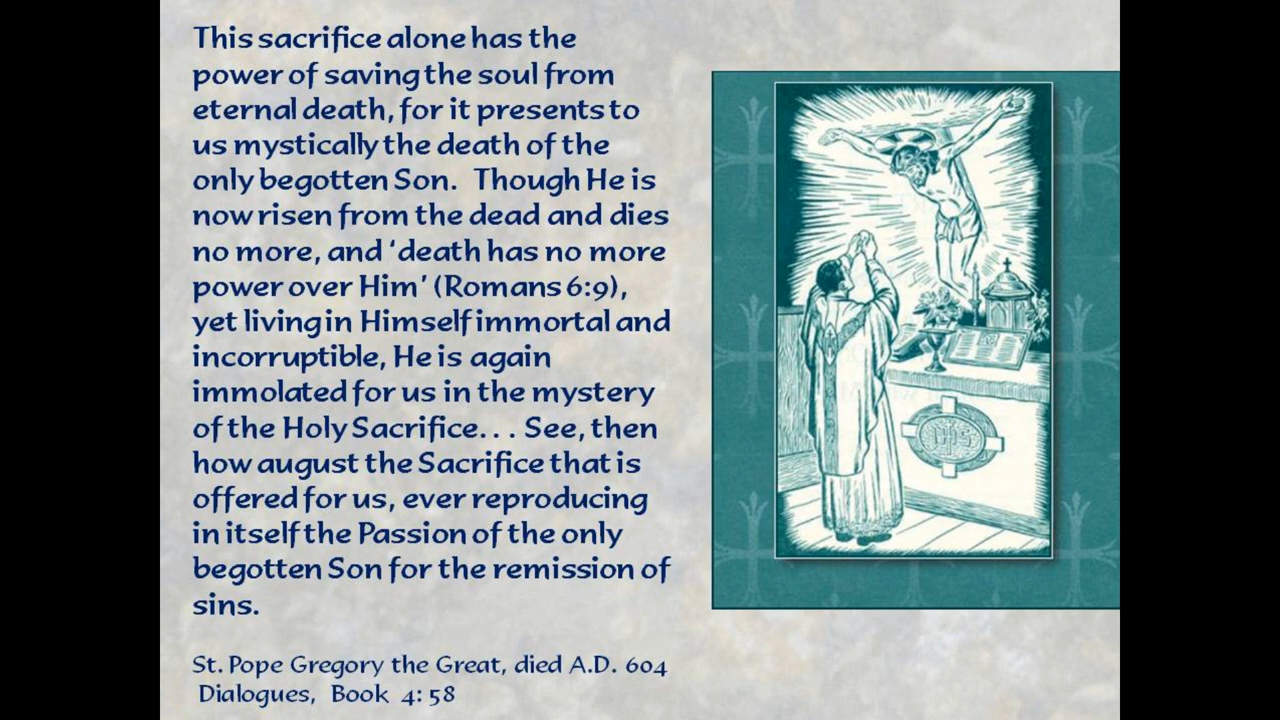 This sacrifice alone has the
power of saving the soul from
eternal death, for it presents to
us mystically the death of the
only begotten Son. Though He is
now risen from the dead and dies
no more, and ‘death has no more
power over Him’ (Romans 6:9),
yet living in Himself immortal and
incorruptible, He is again
immolated for us in the mystery
of the Holy Sacrifice. . . See, then
how august the Sacrifice that is
offered for us, ever reproducing
in itself the Passion of the only
begotten Son for the remission of
sins.
St. Pope Gregory the Great, died A.D. 604
Dialogues, Book 4: 58
IHS